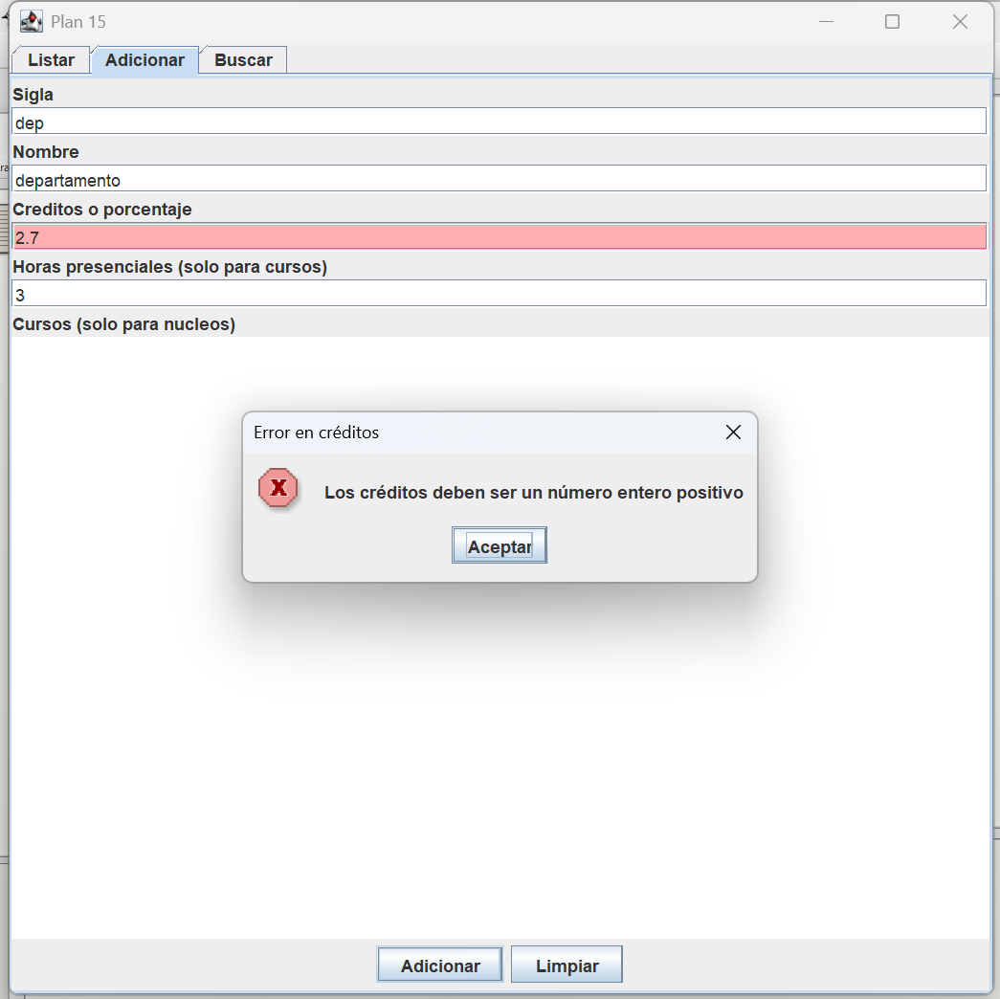 Plan 15
Listar Adicionar Buscar
Sigla
dep
Nombre
departamento
Creditos o porcentaje
2.7
Horas presenciales (solo para cursos)
3
Cursos (solo para nucleos)
Error en créditos
X
Los créditos deben ser un número entero positivo
Aceptar
Adicionar Limpiar
ra